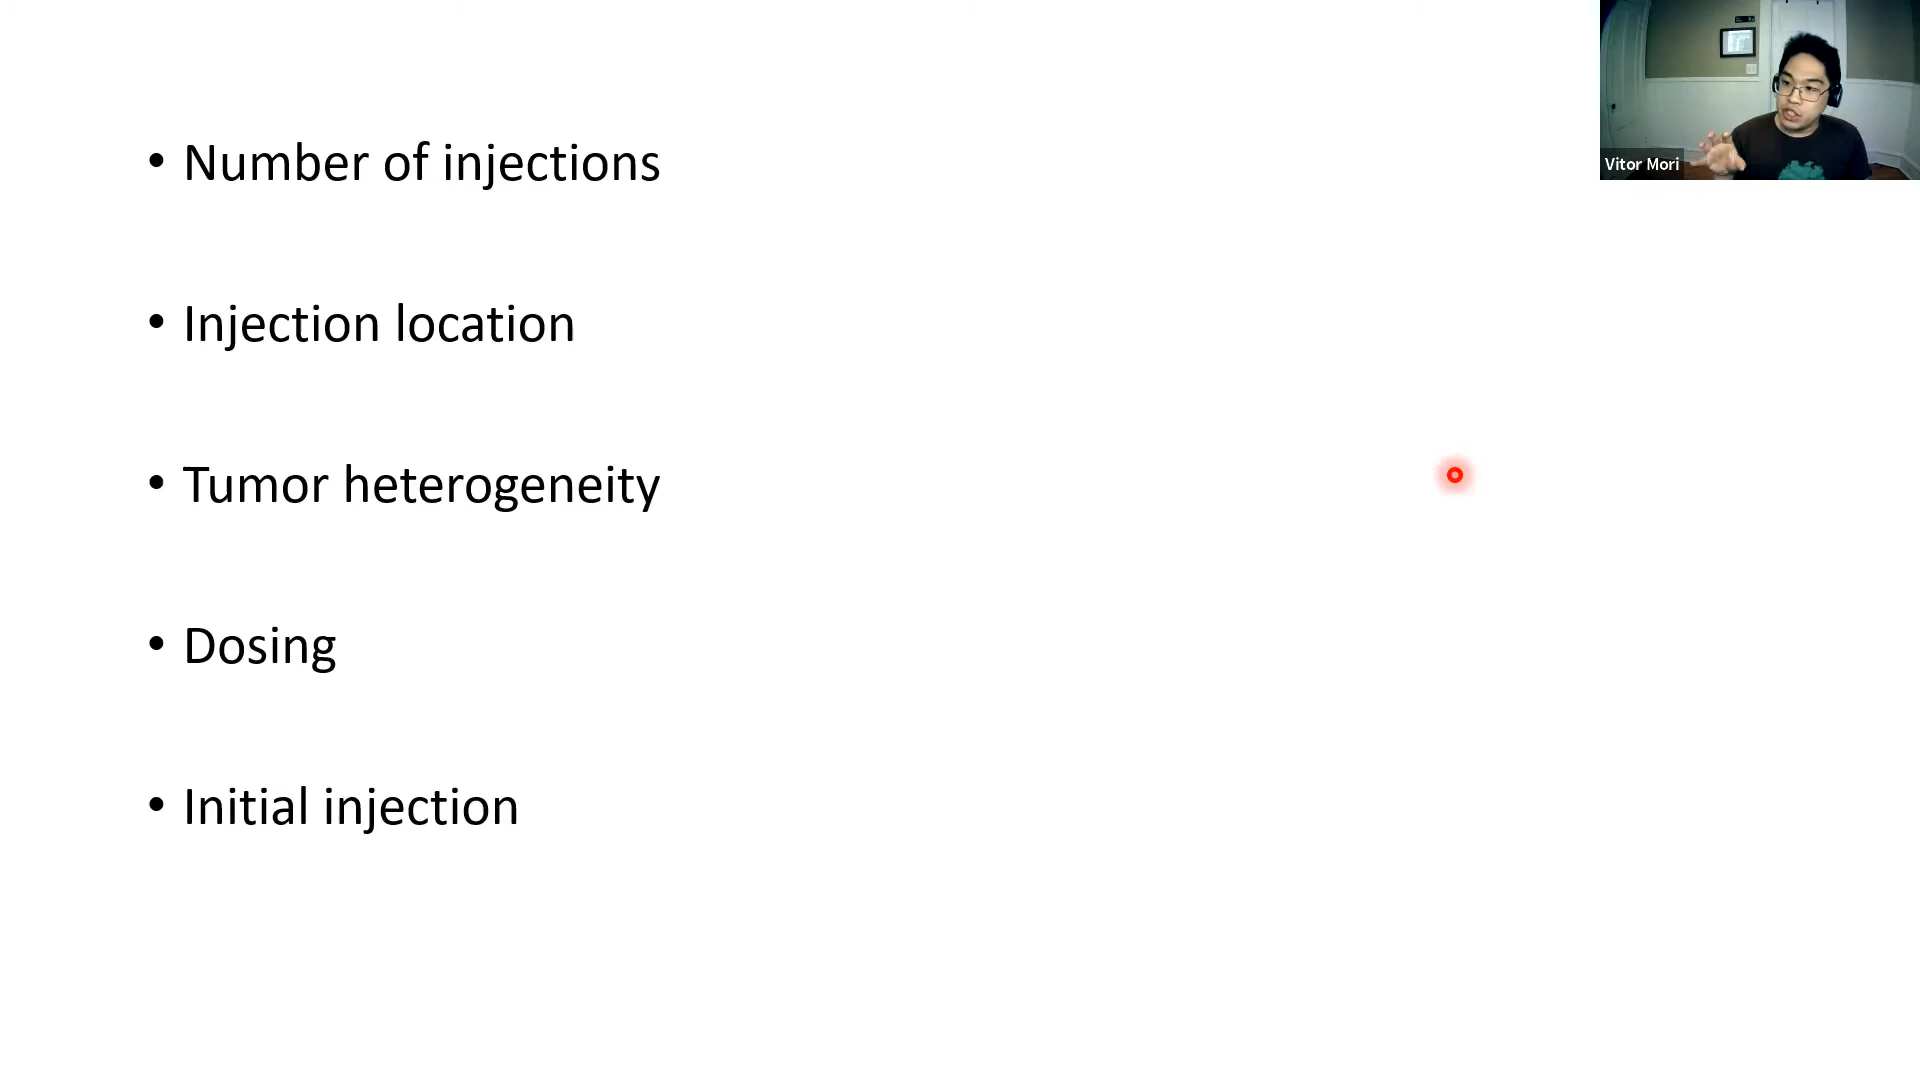 • Number of injections
• Injection location
• Tumor heterogeneity
• Dosing
• Initial injection
Vitor Mori